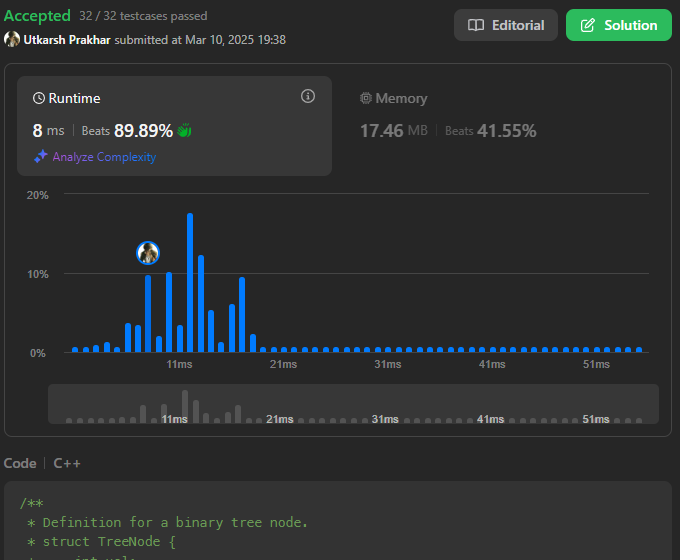 Accepted 32 / 32 testcases passed
Editorial
Solution
Utkarsh Prakhar submitted at Mar 10, 2025 19:38
Runtime
8 ms | Beats 89.89%
Analyze Complexity
Memory
17.46 MB | Beats 41.55%
20%
10%
0%
11ms 21ms 31ms 41ms 51ms
11ms 21ms 31ms 41ms 51ms
Code | C++
/**
* Definition for a binary tree node.
* struct TreeNode {